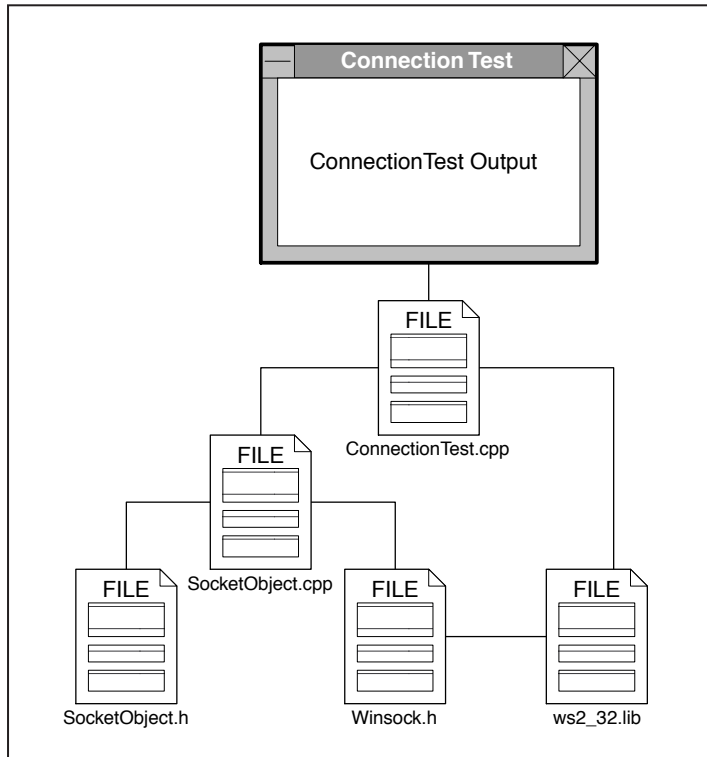 Connection Test
ConnectionTest Output
FILE
ConnectionTest.cpp
FILE
SocketObject.cpp
FILE
SocketObject.h
FILE
Winsock.h
FILE
ws2_32.lib